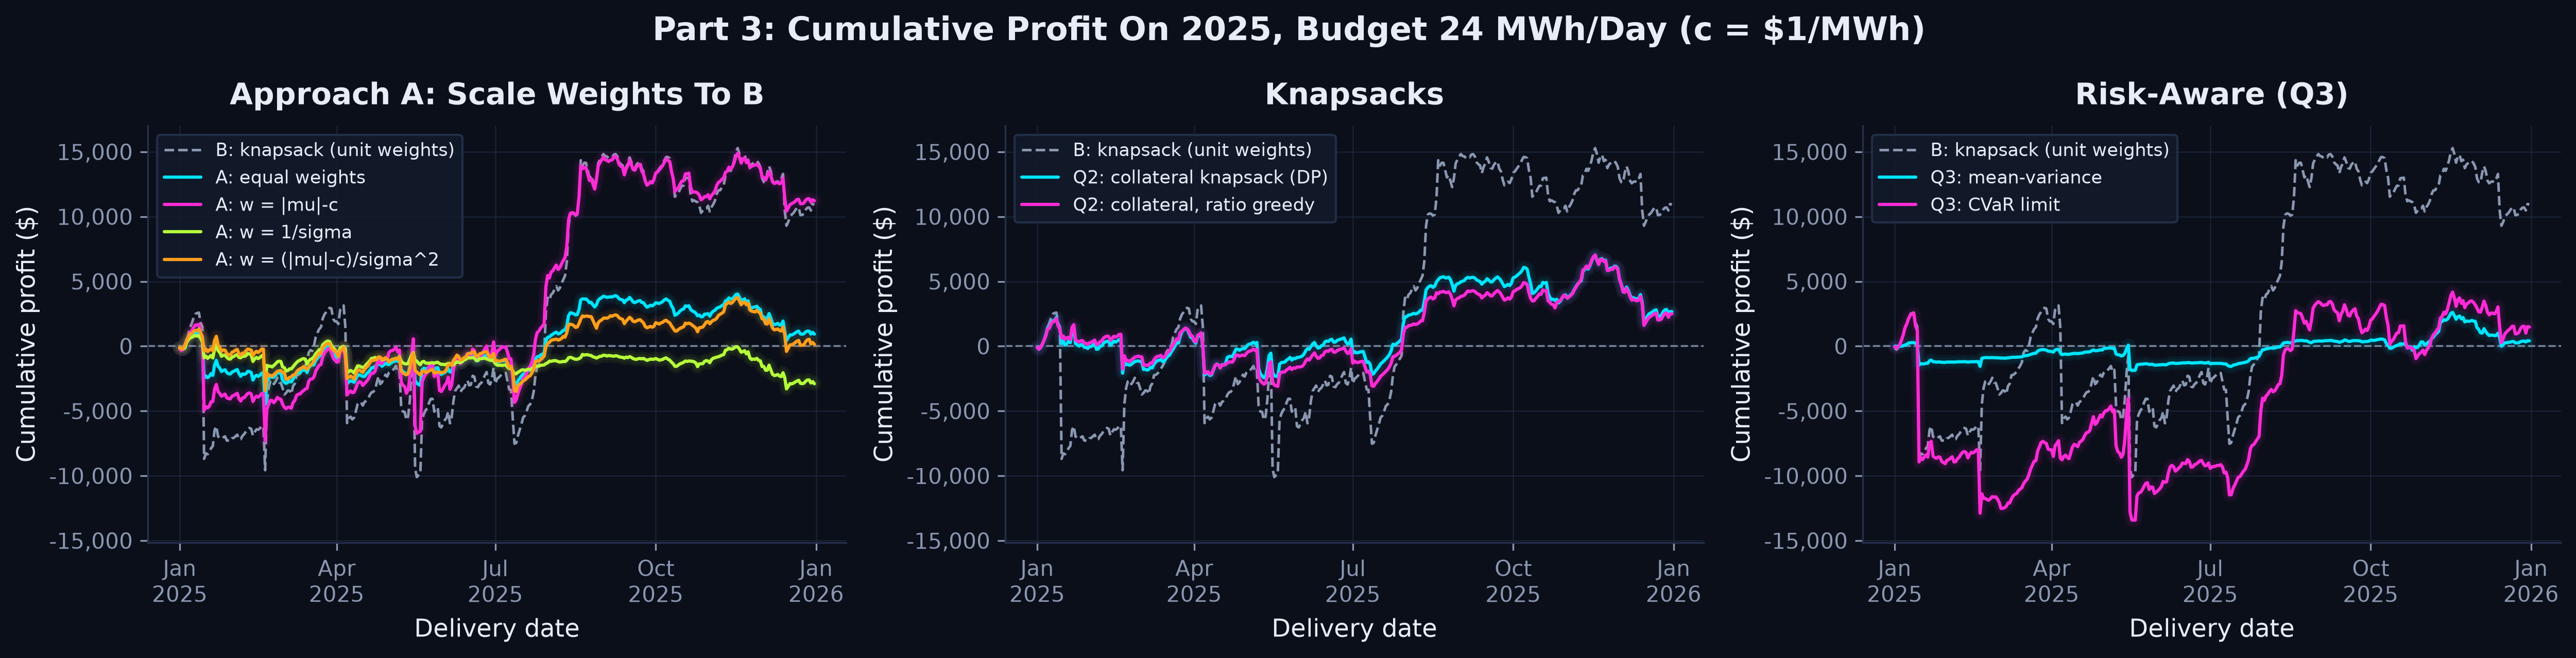 Part 3: Cumulative Profit On 2025, Budget 24 MWh/Day (c = $1/MWh)
Approach A: Scale Weights To B
Cumulative profit ($)
15,000
10,000
5,000
0
-5,000
-10,000
-15,000
B: knapsack (unit weights)
A: equal weights
A: w = |mu|-c
A: w = 1/sigma
A: w = (|mu|-c)/sigma^2
Jan
2025
Apr
2025
Jul
2025
Oct
2025
Jan
2026
Delivery date
Knapsacks
Cumulative profit ($)
15,000
10,000
5,000
0
-5,000
-10,000
-15,000
B: knapsack (unit weights)
Q2: collateral knapsack (DP)
Q2: collateral, ratio greedy
Jan
2025
Apr
2025
Jul
2025
Oct
2025
Jan
2026
Delivery date
Risk-Aware (Q3)
Cumulative profit ($)
15,000
10,000
5,000
0
-5,000
-10,000
-15,000
B: knapsack (unit weights)
Q3: mean-variance
Q3: CVaR limit
Jan
2025
Apr
2025
Jul
2025
Oct
2025
Jan
2026
Delivery date